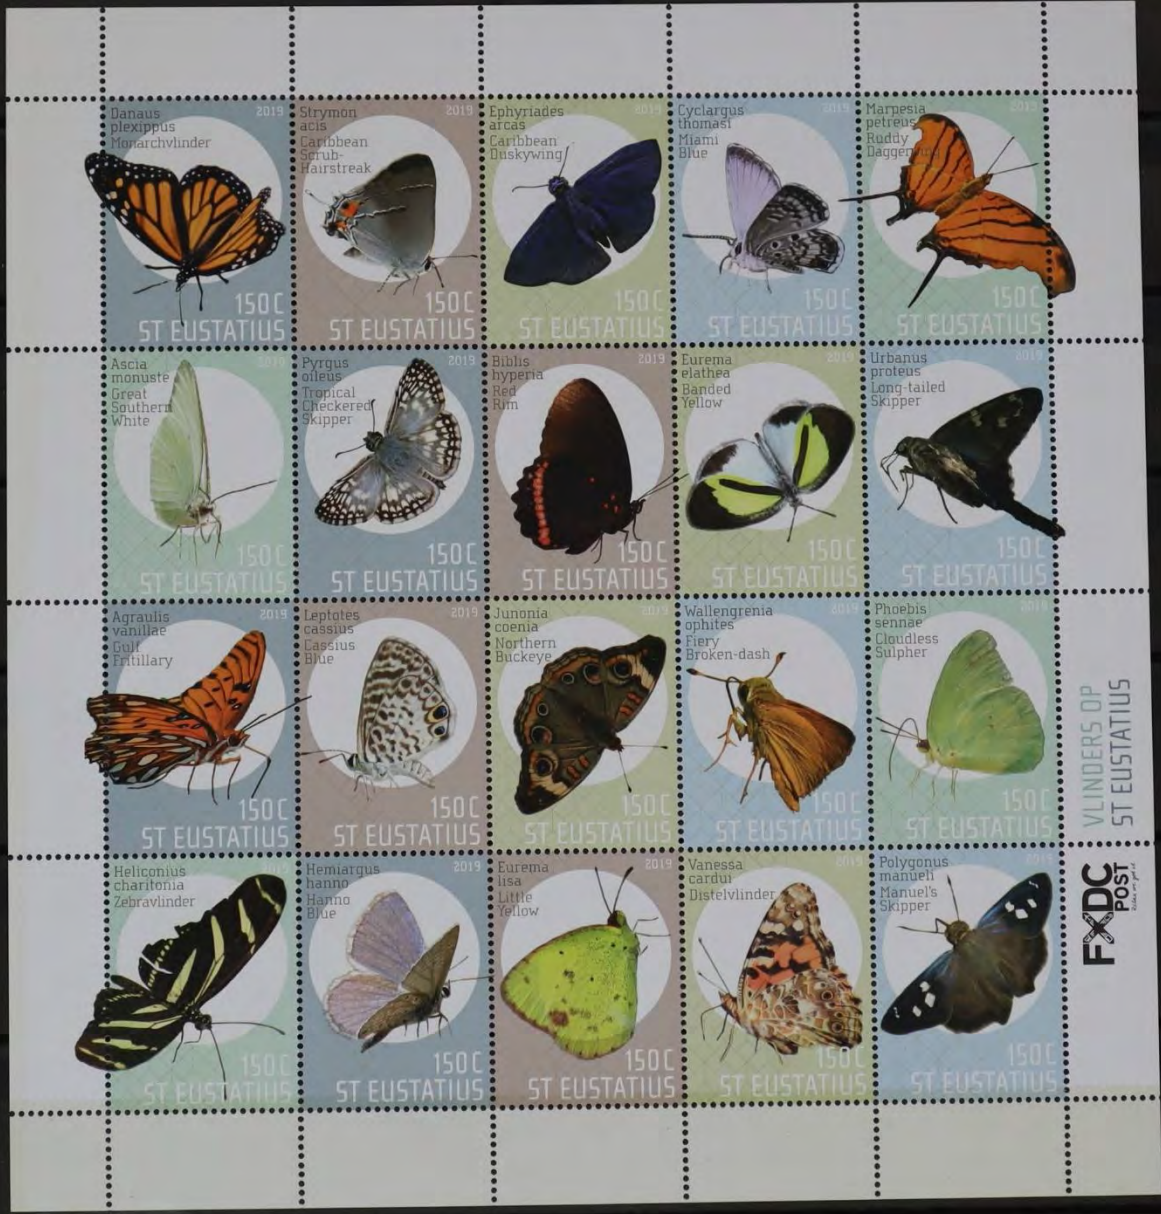 Danaus
plexippus
Monarchvlinder
2019
150C
ST EUSTATIUS
Strymon
acis
Caribbean
Scrub-
Hairstreak
2019
150C
ST EUSTATIUS
Ephyriades
arcas
Caribbean
Duskywing
2019
150C
ST EUSTATIUS
Cyclargus
thomasi
Miami
Blue
2019
150C
ST EUSTATIUS
Marpesia
petreus
Ruddy
2019
150C
ST EUSTATIUS
Ascia
monuste
Great
Southern
White
2019
150C
ST EUSTATIUS
Pyrgus
oileus
Tropical
Checkered
Skipper
2019
150C
ST EUSTATIUS
Biblis
hyperia
Red
Rim
2019
150C
ST EUSTATIUS
Eurema
elathea
Banded
Yellow
2019
150C
ST EUSTATIUS
Urbanus
proteus
Long-tailed
Skipper
2019
150C
ST EUSTATIUS
Agraulis
vanillae
Gulf
Fritillary
2019
150C
ST EUSTATIUS
Leptotes
cassius
Cassius
Blue
2019
150C
ST EUSTATIUS
Junonia
coenia
Northern
Buckeye
2019
150C
ST EUSTATIUS
Wallengrenia
ophites
Fiery
Broken-dash
2019
150C
ST EUSTATIUS
Phoebis
sennae
Cloudless
Sulpher
2019
150C
ST EUSTATIUS
VLINDERS OP
ST EUSTATIUS
Heliconius
charitonia
Zebravlinder
2019
150C
ST EUSTATIUS
Hemiargus
hanno
Hanno
Blue
2019
150C
ST EUSTATIUS
Eurema
lisa
Little
Yellow
2019
150C
ST EUSTATIUS
Vanessa
cardui
Distelvlinder
2019
150C
ST EUSTATIUS
Polygonus
manueli
Manuel's
Skipper
2019
150C
ST EUSTATIUS
FXDC
POST